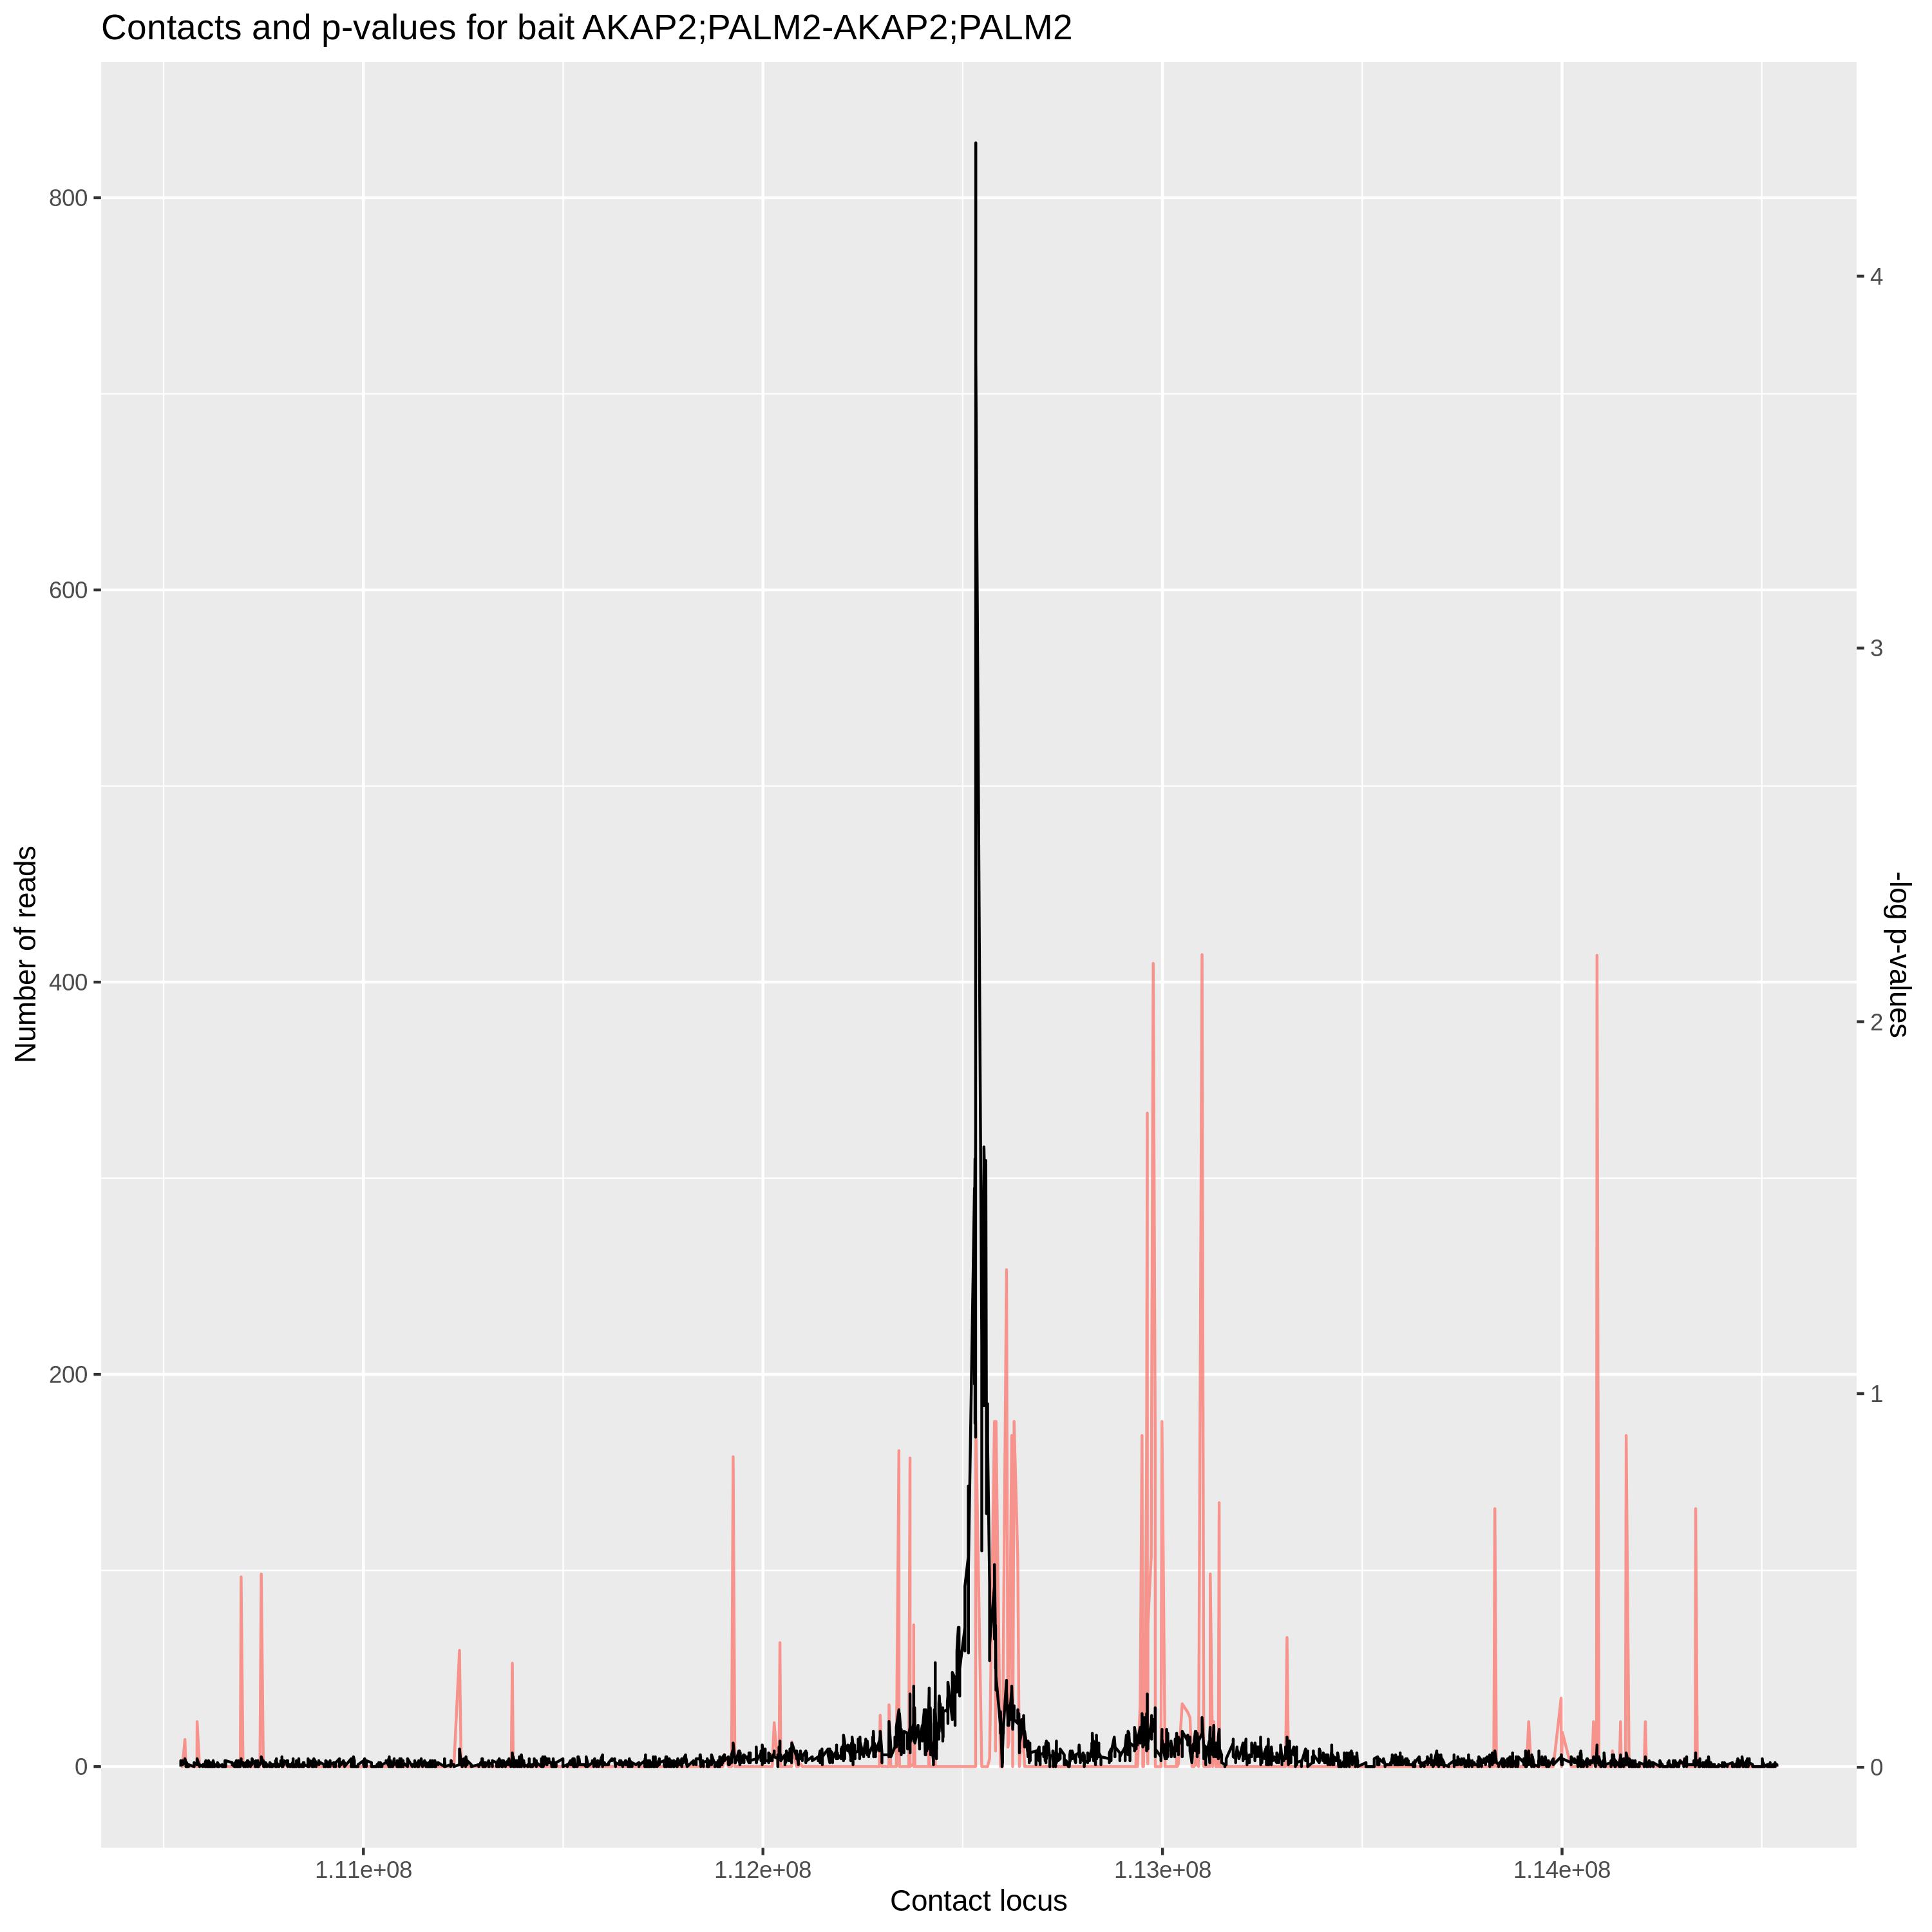 Contacts and p-values for bait AKAP2;PALM2-AKAP2;PALM2
800
600
400
200
0
Number of reads
4
3
2
1
0
-log p-values
1.11e+08
1.12e+08
1.13e+08
1.14e+08
Contact locus